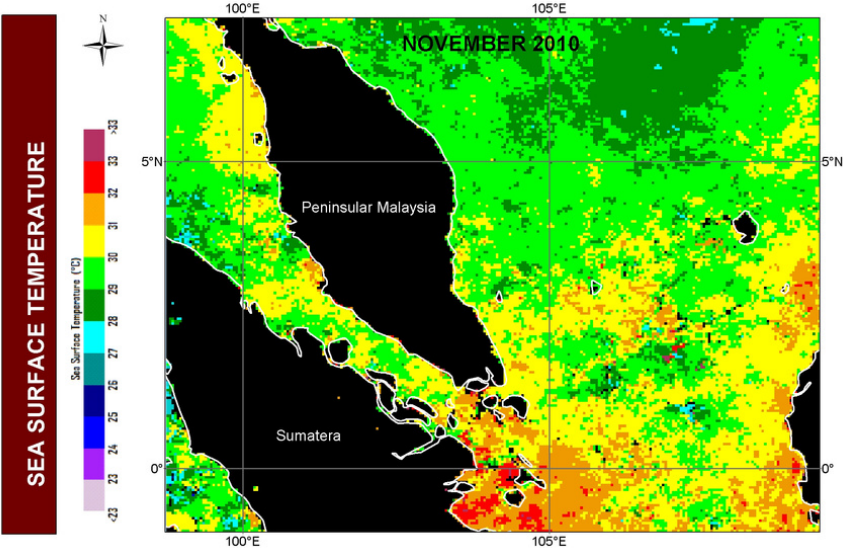 SEA SURFACE TEMPERATURE
N
Sea Surface Temperature (°C)
>33
33
32
31
30
29
28
27
26
25
24
23
<23
100°E
105°E
NOVEMBER 2010
5°N
5°N
Peninsular Malaysia
Sumatera
0°
0°
100°E
105°E